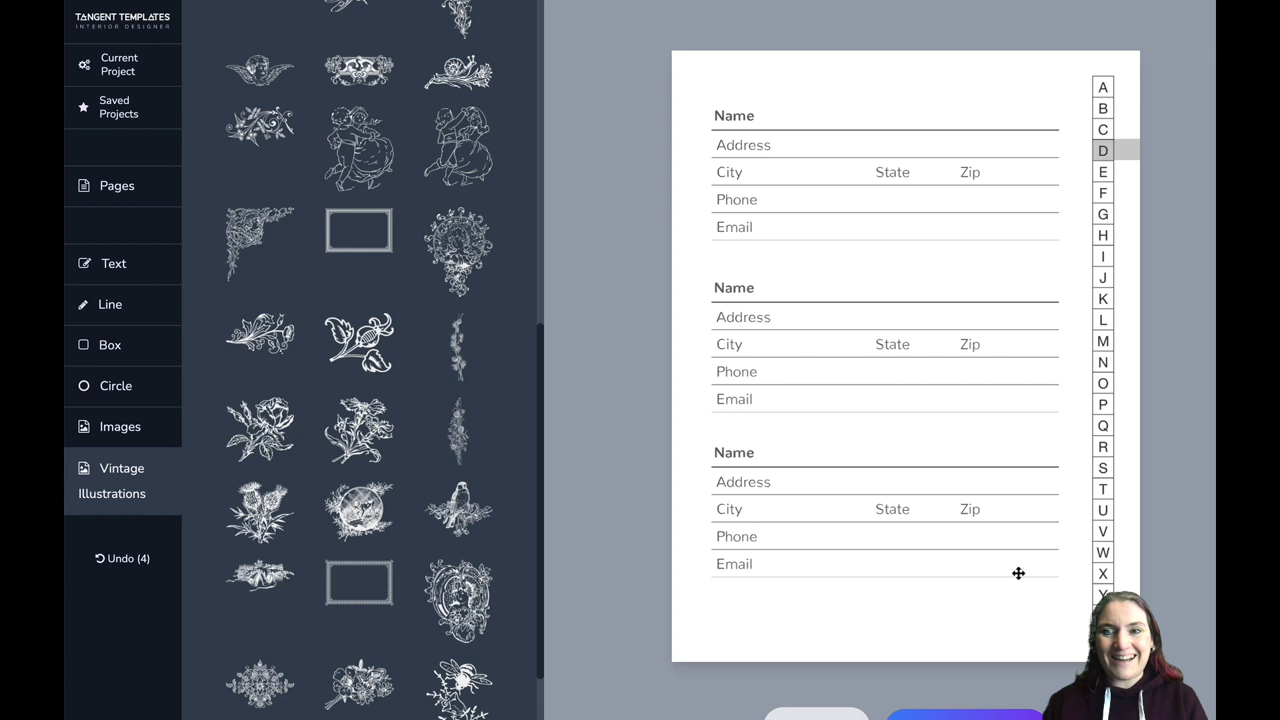 TANGENT TEMPLATES
INTERIOR DESIGNER
Current
Project
Saved
Projects
Pages
Text
Line
Box
Circle
Images
Vintage
Illustrations
Undo (4)
Name
Address
City State Zip
Phone
Email
Name
Address
City State Zip
Phone
Email
Name
Address
City State Zip
Phone
Email
A
B
C
D
E
F
G
H
I
J
K
L
M
N
O
P
Q
R
S
T
U
V
W
X
Y